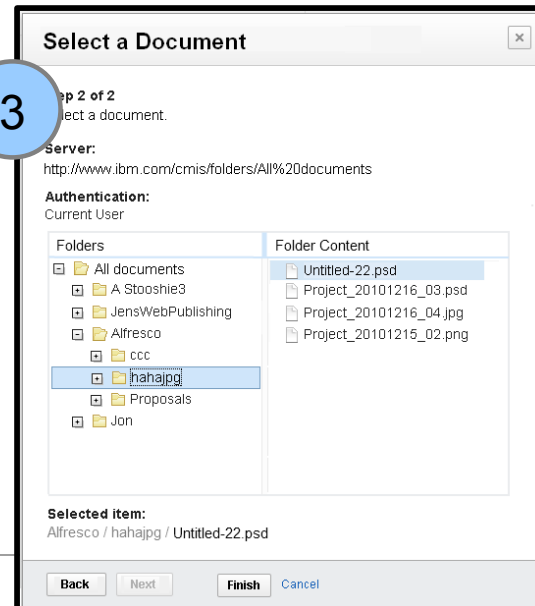 Select a Document
3
ep 2 of 2
lect a document.
Server:
http://www.ibm.com/cmis/folders/All%20documents
Authentication:
Current User
Folders
Folder Content
All documents
A Stooshie3
JensWebPublishing
Alfresco
ccc
hahajpg
Proposals
Jon
Untitled-22.psd
Project_20101216_03.psd
Project_20101216_04.jpg
Project_20101215_02.png
Selected item:
Alfresco / hahajpg / Untitled-22.psd
Back Next Finish Cancel